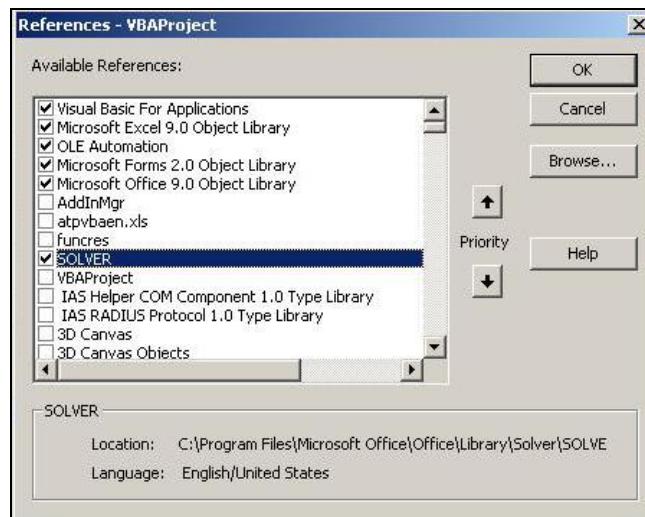 References - VBAProject
Available References:
Visual Basic For Applications
Microsoft Excel 9.0 Object Library
OLE Automation
Microsoft Forms 2.0 Object Library
Microsoft Office 9.0 Object Library
AddInMgr
atpvbaen.xls
funcres
SOLVER
VBAProject
IAS Helper COM Component 1.0 Type Library
IAS RADIUS Protocol 1.0 Type Library
3D Canvas
3D Canvas Objects
Priority
OK
Cancel
Browse...
Help
SOLVER
Location: C:\Program Files\Microsoft Office\Office\Library\Solver\SOLVE
Language: English/United States